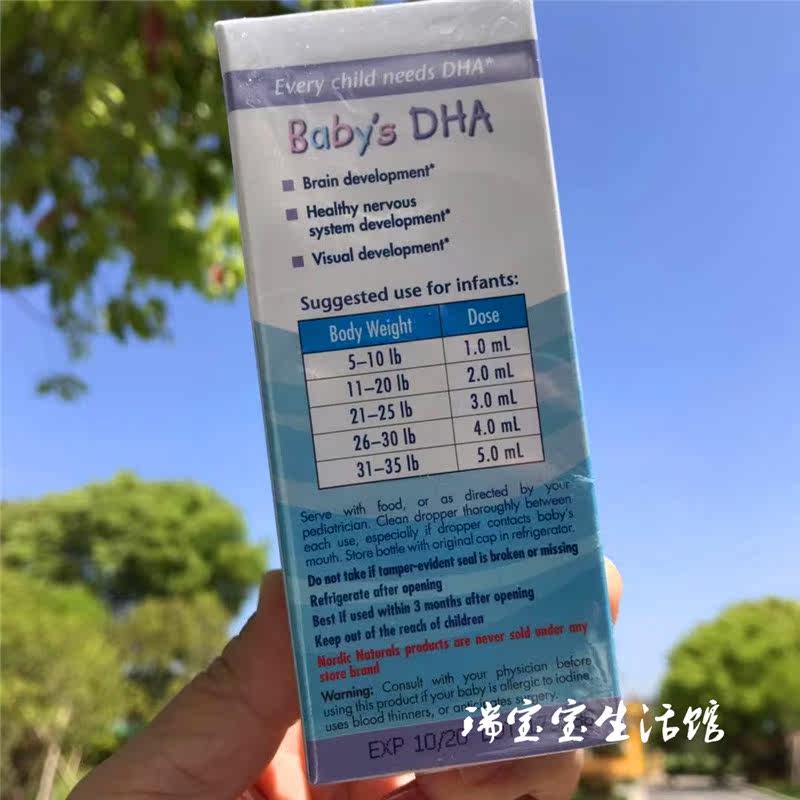 Every child needs DHA*
Baby's DHA
Brain development*
Healthy nervous
system development*
Visual development*
Suggested use for infants:
Body Weight Dose
5–10 lb 1.0 mL
11–20 lb 2.0 mL
21–25 lb 3.0 mL
26–30 lb 4.0 mL
31–35 lb 5.0 mL
Serve with food, or as directed by your
pediatrician. Clean dropper thoroughly between
each use, especially if dropper contacts baby's
mouth. Store bottle with original cap in refrigerator.
Do not take if tamper-evident seal is broken or missing
Refrigerate after opening
Best if used within 3 months after opening
Keep out of the reach of children
Nordic Naturals products are never sold under any
store brand
Warning: Consult with your physician before
using this product if your baby is allergic to iodine,
uses blood thinners, or anticipates surgery.
EXP 10/20
瑞宝宝生活馆